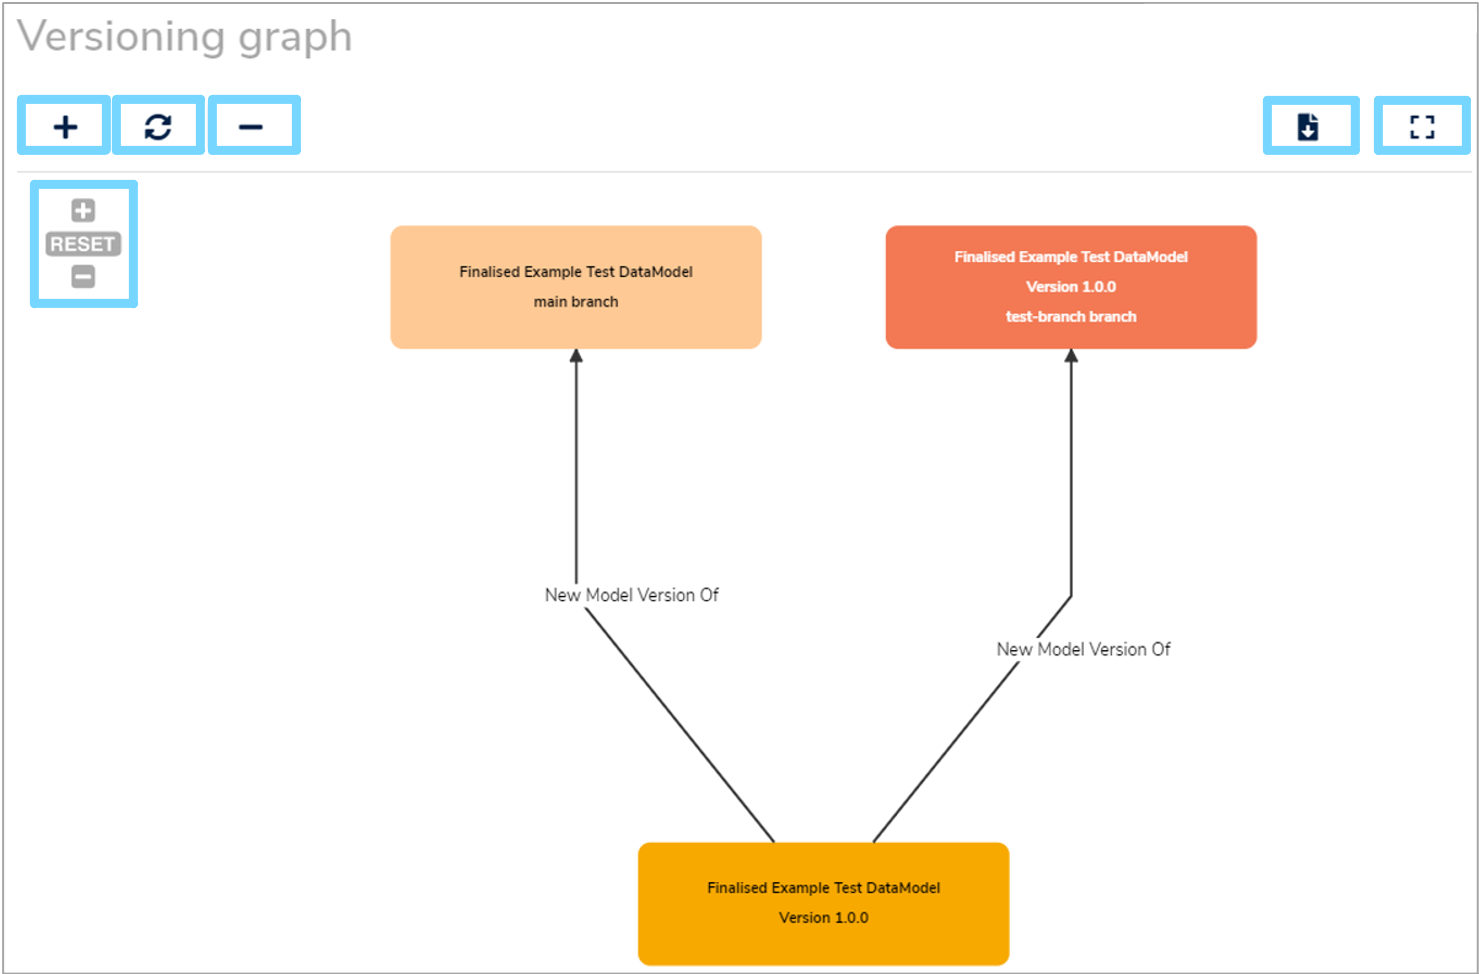 Versioning graph
RESET
Finalised Example Test DataModel
main branch
Finalised Example Test DataModel
Version 1.0.0
test-branch branch
New Model Version Of
New Model Version Of
Finalised Example Test DataModel
Version 1.0.0